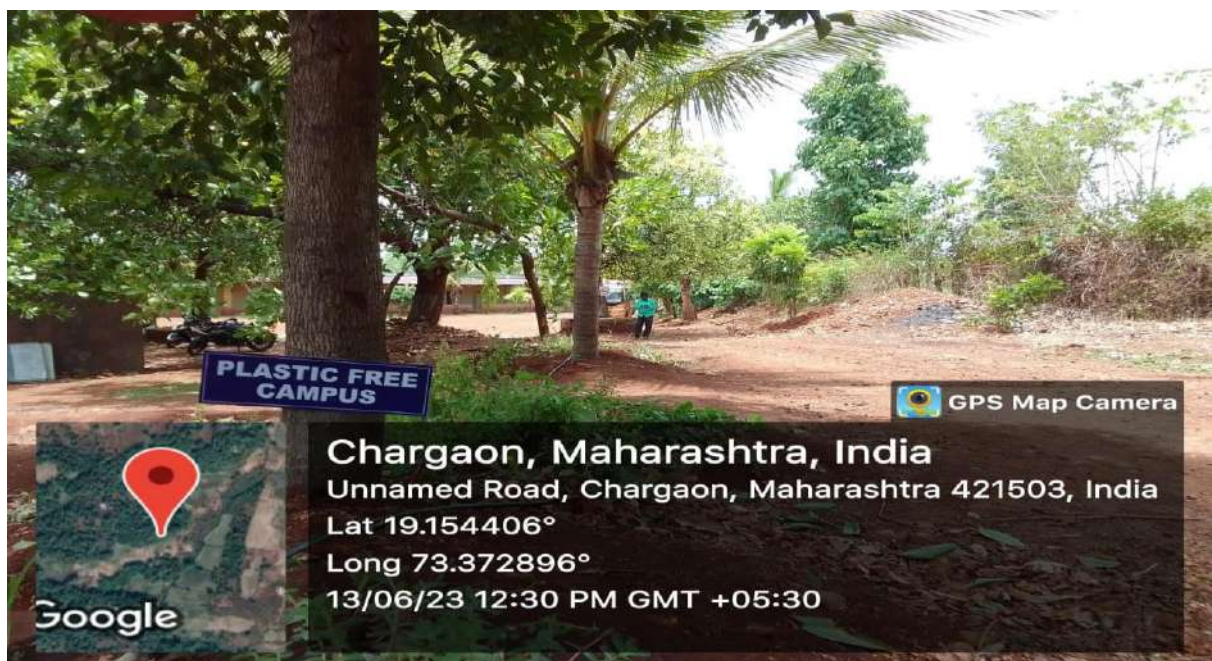 PLASTIC FREE
CAMPUS
GPS Map Camera
Chargaon, Maharashtra, India
Unnamed Road, Chargaon, Maharashtra 421503, India
Lat 19.154406°
Long 73.372896°
13/06/23 12:30 PM GMT +05:30
Google